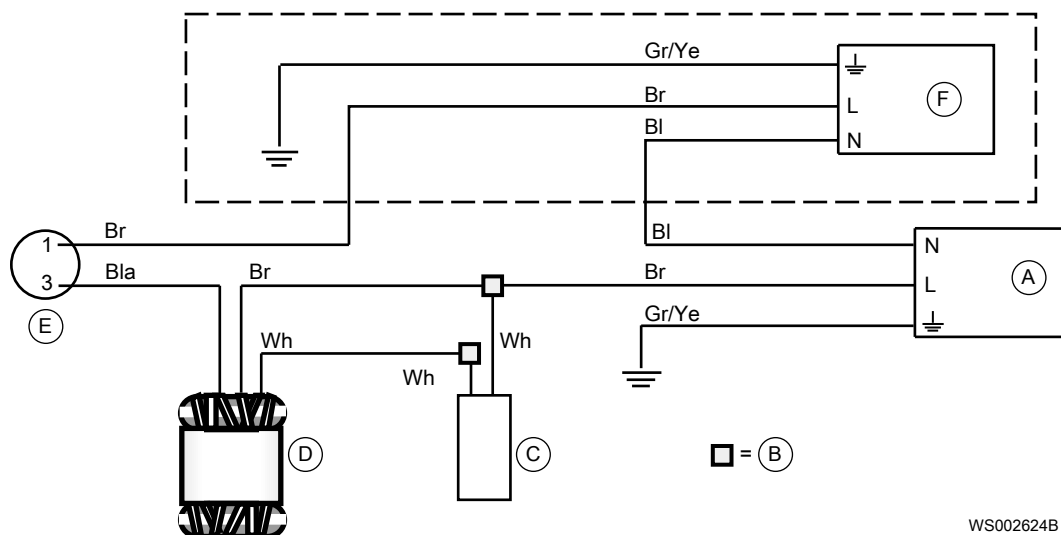 Gr/Ye
Br
L
F
Bl
N
1
Br
Bl
N
3
Bla
Br
Br
L
A
E
Gr/Ye
Wh
Wh
Wh
D
C
= B
WS002624B